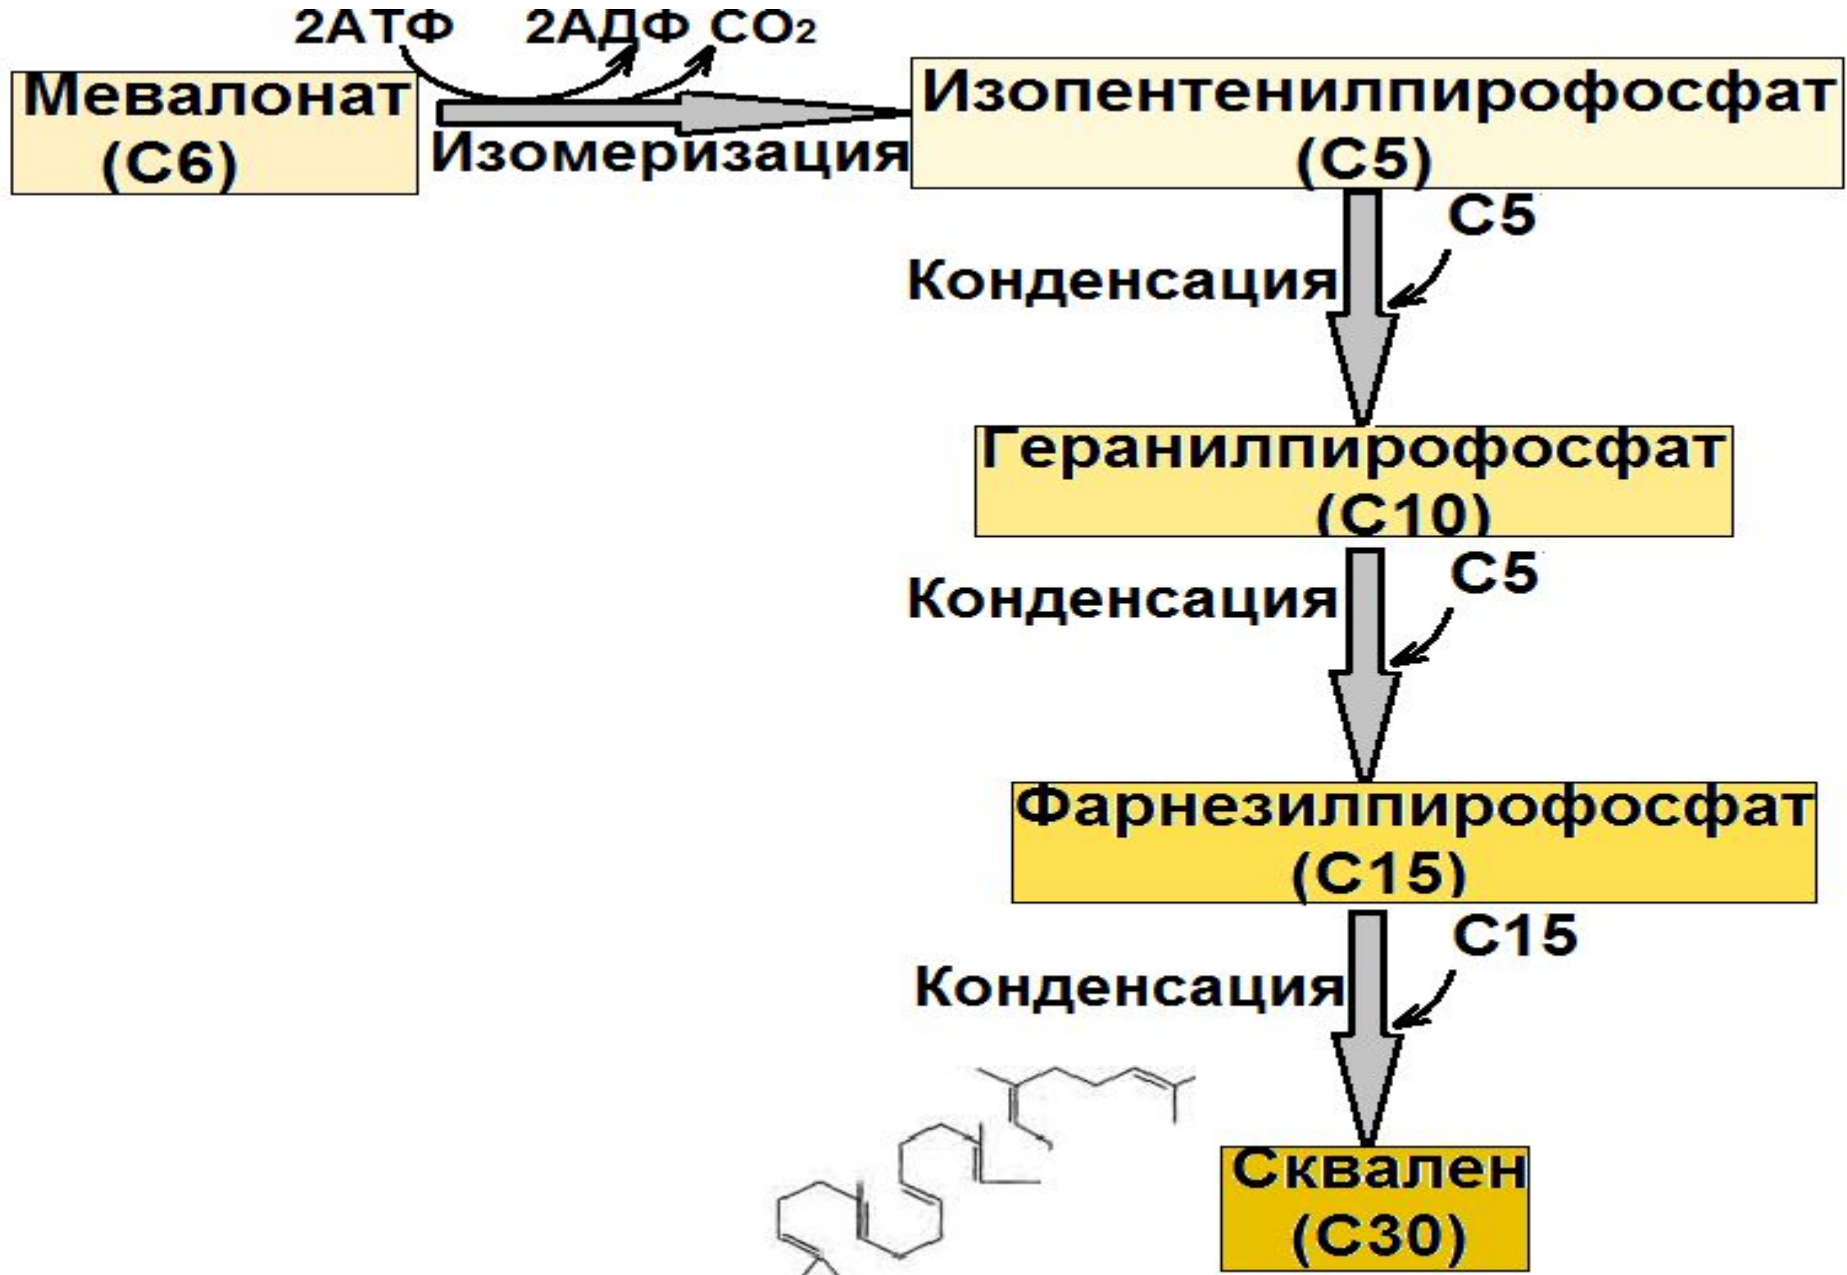 2АТФ 2АДФ CO₂
Мевалонат
(С6)
Изомеризация
Изопентенилпирофосфат
(С5)
С5
Конденсация
Геранилпирофосфат
(С10)
С5
Конденсация
Фарнезилпирофосфат
(С15)
С15
Конденсация
Сквален
(С30)